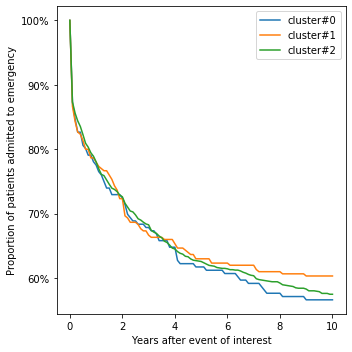 cluster#0
cluster#1
cluster#2
100%
90%
80%
70%
60%
Proportion of patients admitted to emergency
0 2 4 6 8 10
Years after event of interest